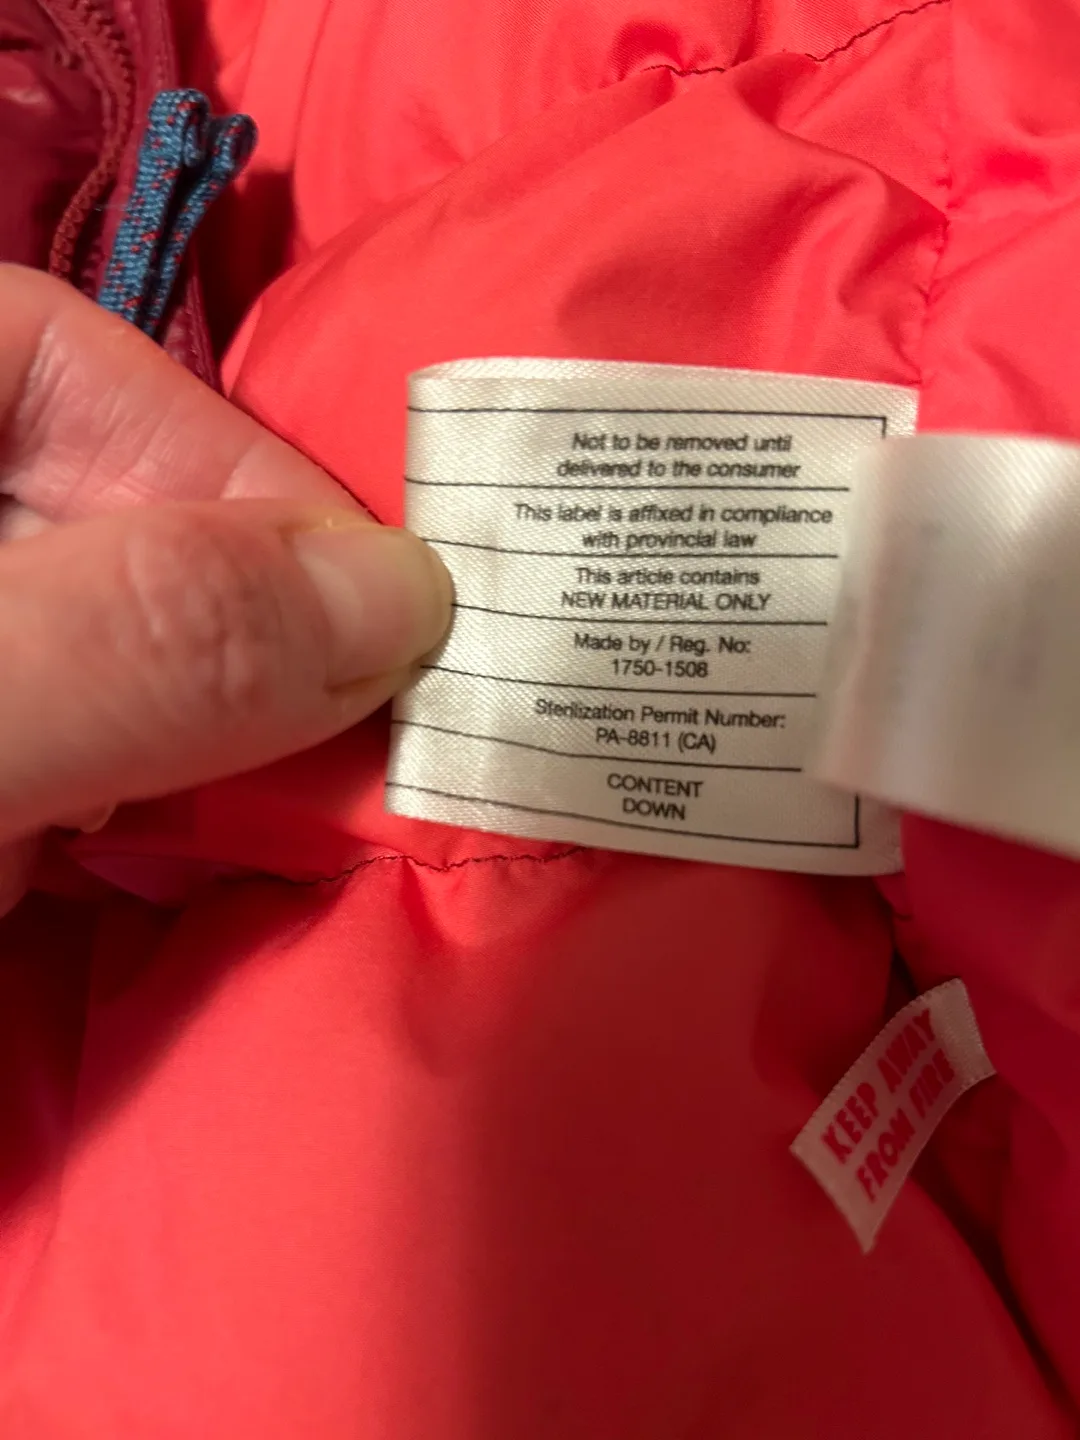 Not to be removed until
delivered to the consumer
This label is affixed in compliance
with provincial law
This article contains
NEW MATERIAL ONLY
Made by / Reg. No:
1750-1508
Sterilization Permit Number:
PA-8811 (CA)
CONTENT
DOWN
KEEP AWAY
FROM FIRE